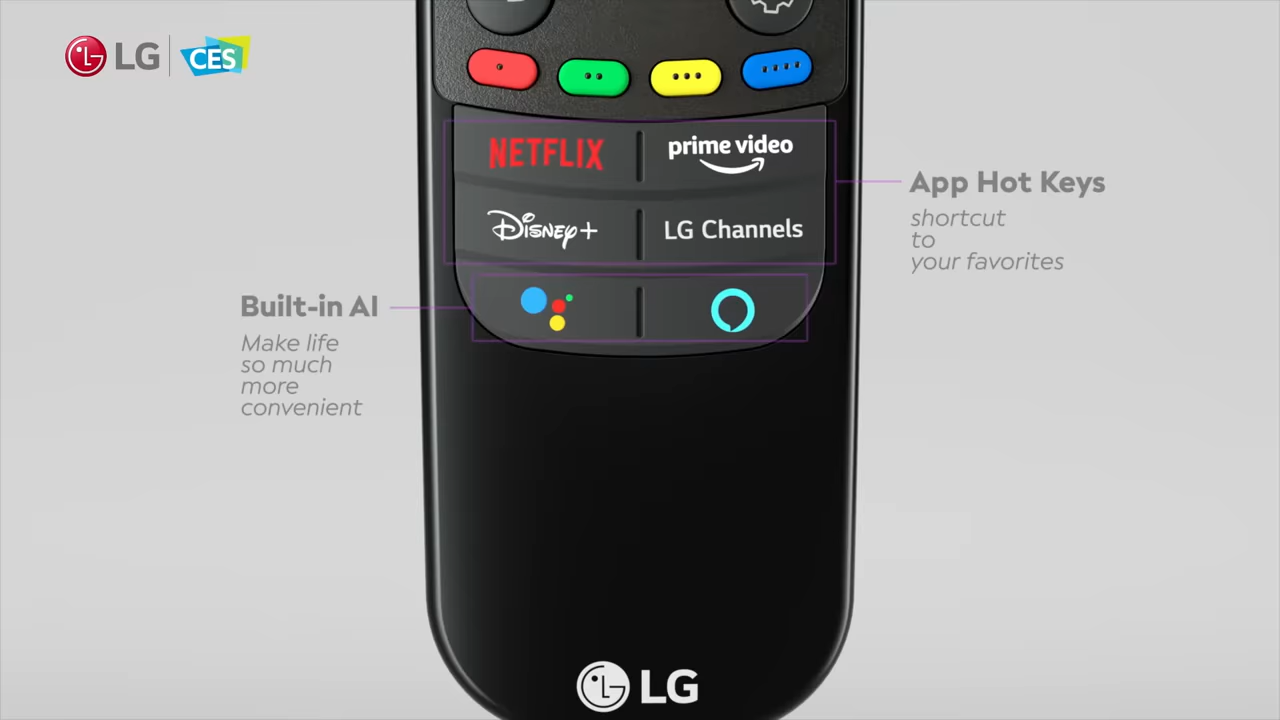 LG
CES
NETFLIX
prime video
DISNEY+
LG Channels
App Hot Keys
shortcut
to
your favorites
Built-in AI
Make life
so much
more
convenient
LG